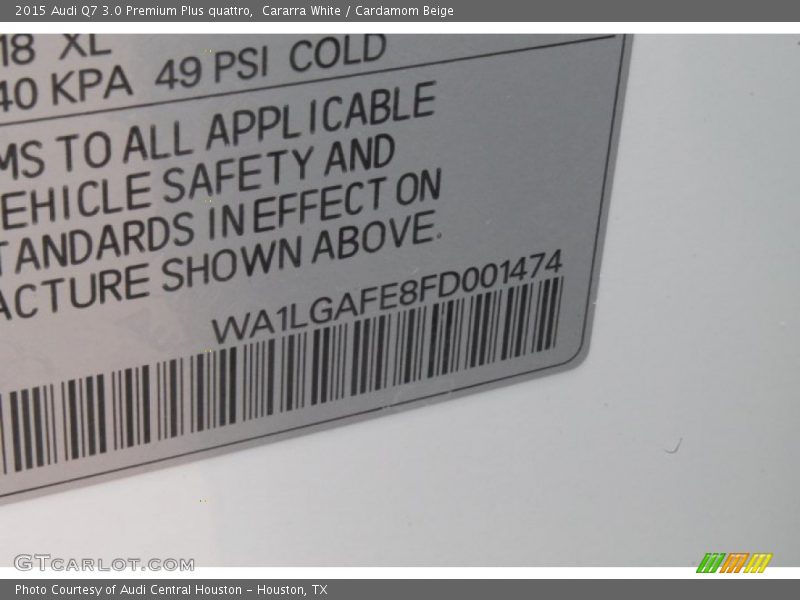 2015 Audi Q7 3.0 Premium Plus quattro,  Cararra White / Cardamom Beige
18 XL
40 KPA 49 PSI COLD
MS TO ALL APPLICABLE
EHICLE SAFETY AND
TANDARDS IN EFFECT ON
ACTURE SHOWN ABOVE.
WA1LGAFE8FD001474
GTCARLOT.COM
Photo Courtesy of Audi Central Houston - Houston, TX